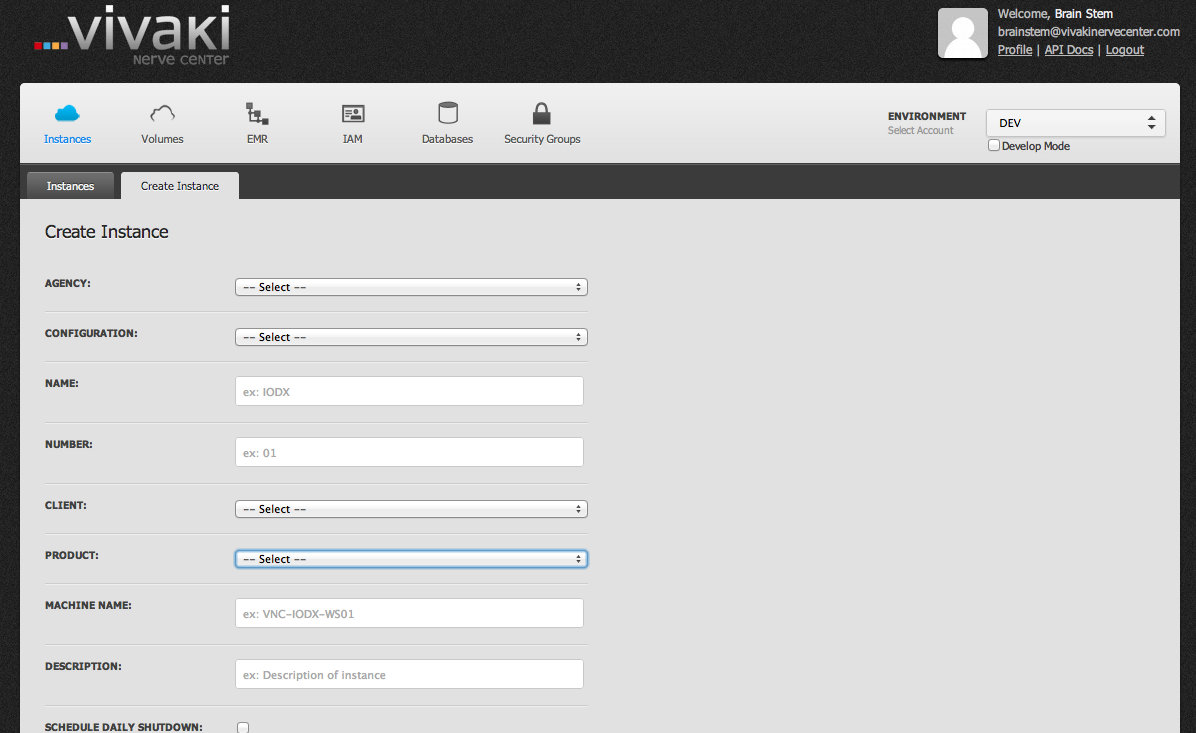 vivaki
nerve center
Welcome, Brain Stem
brainstem@vivakinervecenter.com
Profile | API Docs | Logout
Instances
Volumes
EMR
IAM
Databases
Security Groups
ENVIRONMENT
Select Account
DEV
Develop Mode
Instances
Create Instance
Create Instance
AGENCY:
-- Select --
CONFIGURATION:
-- Select --
NAME:
ex: IODX
NUMBER:
ex: 01
CLIENT:
-- Select --
PRODUCT:
-- Select --
MACHINE NAME:
ex: VNC-IODX-WS01
DESCRIPTION:
ex: Description of instance
SCHEDULE DAILY SHUTDOWN: